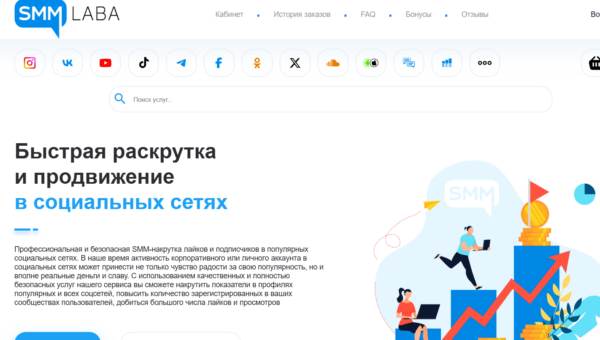 SMM LABA
Кабинет • История заказов • FAQ • Бонусы • Отзывы Во
Поиск услуг...
Быстрая раскрутка
и продвижение
в социальных сетях
SMM
Профессиональная и безопасная SMM-накрутка лайков и подписчиков в популярных
социальных сетях. В наше время активность корпоративного или личного аккаунта в
социальных сетях может принести не только чувство радости за свою популярность, но и
вполне реальные деньги и славу. С использованием качественных и полностью
безопасных услуг нашего сервиса вы сможете накрутить показатели в профилях
популярных и всех соцсетей, повысить количество зарегистрированных в ваших
сообществах пользователей, добиться большого числа лайков и просмотров